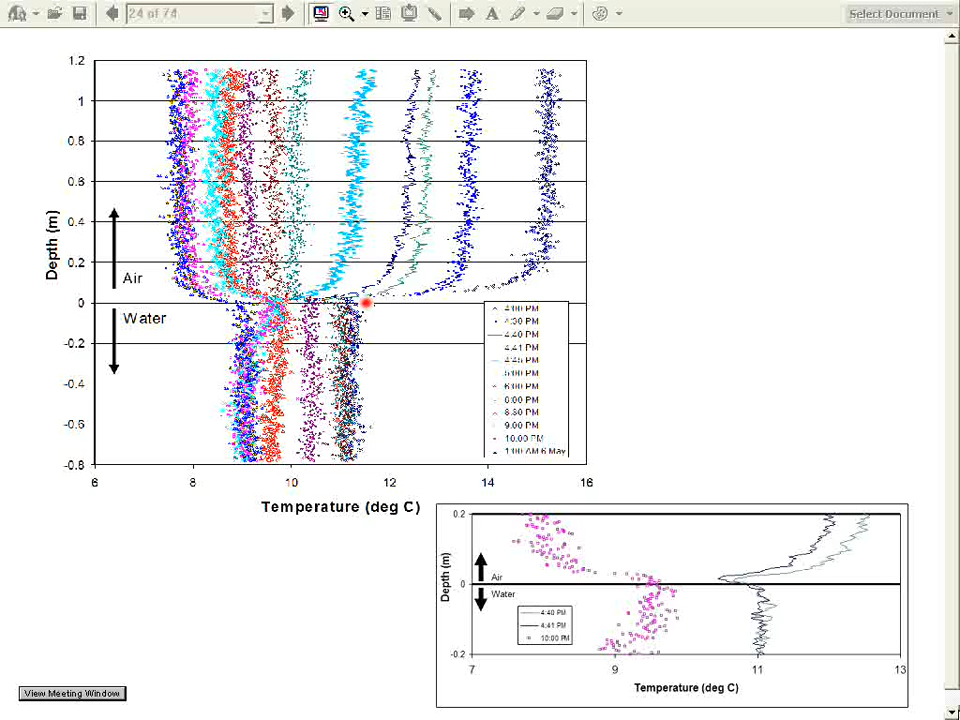 24 of 74
A
Select Document
1.2
1
0.8
0.6
0.4
0.2
0
-0.2
-0.4
-0.6
-0.8
Depth (m)
Air
Water
4:00 PM
4:30 PM
4:40 PM
4:41 PM
4:45 PM
5:00 PM
6:00 PM
8:30 PM
9:00 PM
10:00 PM
1:00 AM 6 May
6
8
10
12
14
16
Temperature (deg C)
0.2
0
-0.2
Depth (m)
Air
Water
4:40 PM
4:41 PM
10:00 PM
7
9
11
13
Temperature (deg C)
View Meeting Window